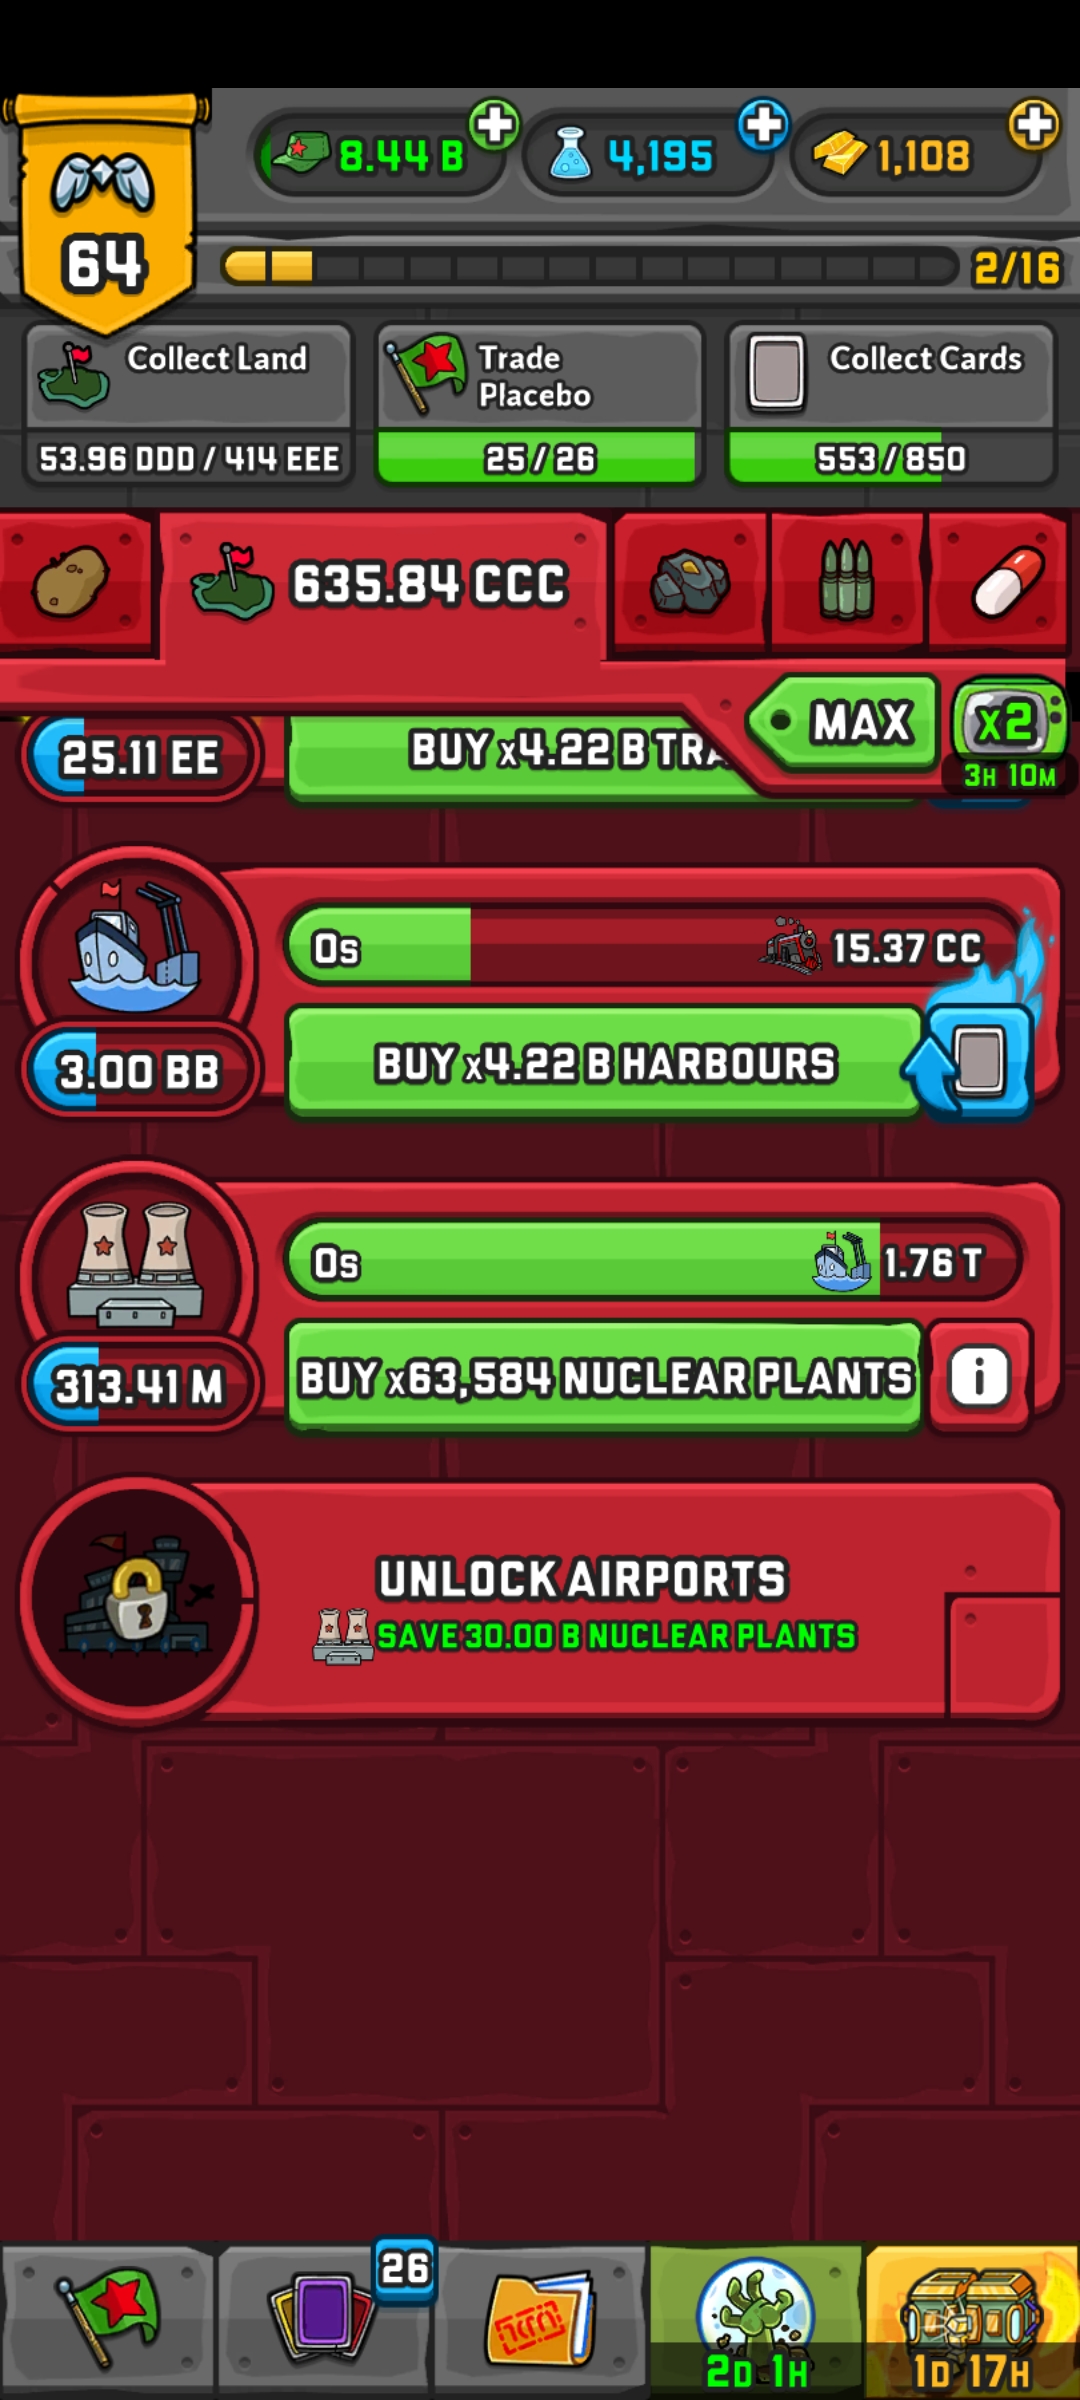 8.44 B
4,195
1,108
64
2/16
Collect Land
53.96 DDD / 414 EEE
Trade
Placebo
25 / 26
Collect Cards
553 / 850
635.84 CCC
MAX
x2
3H 10M
25.11 EE
BUY x4.22 B TRA
0s
15.37 CC
3.00 BB
BUY x4.22 B HARBOURS
0s
1.76 T
313.41 M
BUY x63,584 NUCLEAR PLANTS
i
UNLOCK AIRPORTS
SAVE 30.00 B NUCLEAR PLANTS
26
2D 1H
1D 17H